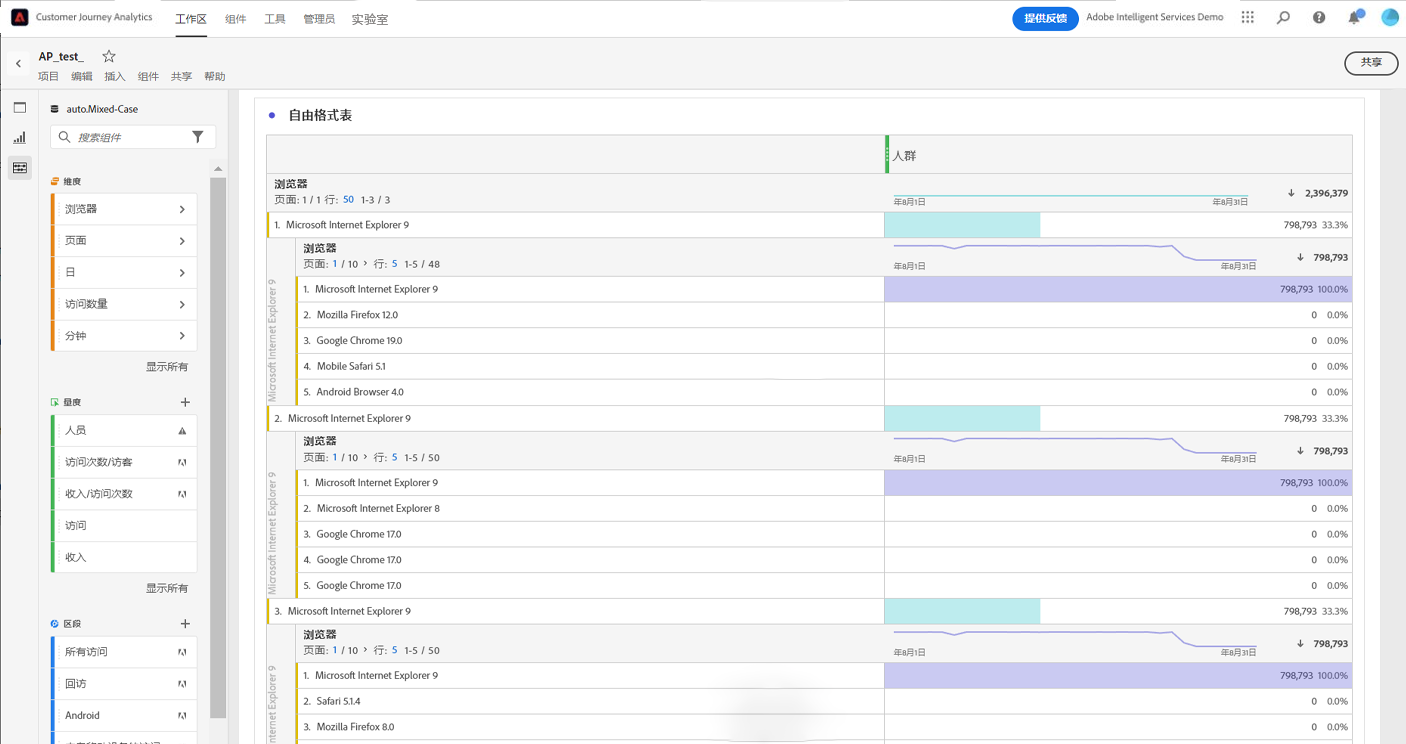 Customer Journey Analytics
工作区 组件 工具 管理员 实验室
提供反馈
Adobe Intelligent Services Demo
AP_test_
项目 编辑 插入 组件 共享 帮助
共享
auto.Mixed-Case
搜索组件
维度
浏览器
页面
日
访问数量
分钟
显示所有
量度
人员
访问次数/访客
收入/访问次数
访问
收入
显示所有
区段
所有访问
回访
Android
自由格式表
人群
浏览器
页面: 1 / 1 行: 50 1-3 / 3
年8月1日 年8月31日
2,396,379
1. Microsoft Internet Explorer 9 798,793 33.3%
Microsoft Internet Explorer 9
浏览器
页面: 1 / 10 > 行: 5 1-5 / 48
年8月1日 年8月31日
798,793
1. Microsoft Internet Explorer 9 798,793 100.0%
2. Mozilla Firefox 12.0 0 0.0%
3. Google Chrome 19.0 0 0.0%
4. Mobile Safari 5.1 0 0.0%
5. Android Browser 4.0 0 0.0%
2. Microsoft Internet Explorer 9 798,793 33.3%
Microsoft Internet Explorer 9
浏览器
页面: 1 / 10 > 行: 5 1-5 / 50
年8月1日 年8月31日
798,793
1. Microsoft Internet Explorer 9 798,793 100.0%
2. Microsoft Internet Explorer 8 0 0.0%
3. Google Chrome 17.0 0 0.0%
4. Google Chrome 17.0 0 0.0%
5. Google Chrome 17.0 0 0.0%
3. Microsoft Internet Explorer 9 798,793 33.3%
Internet Explorer 9
浏览器
页面: 1 / 10 > 行: 5 1-5 / 50
年8月1日 年8月31日
798,793
1. Microsoft Internet Explorer 9 798,793 100.0%
2. Safari 5.1.4 0 0.0%
3. Mozilla Firefox 8.0 0 0.0%